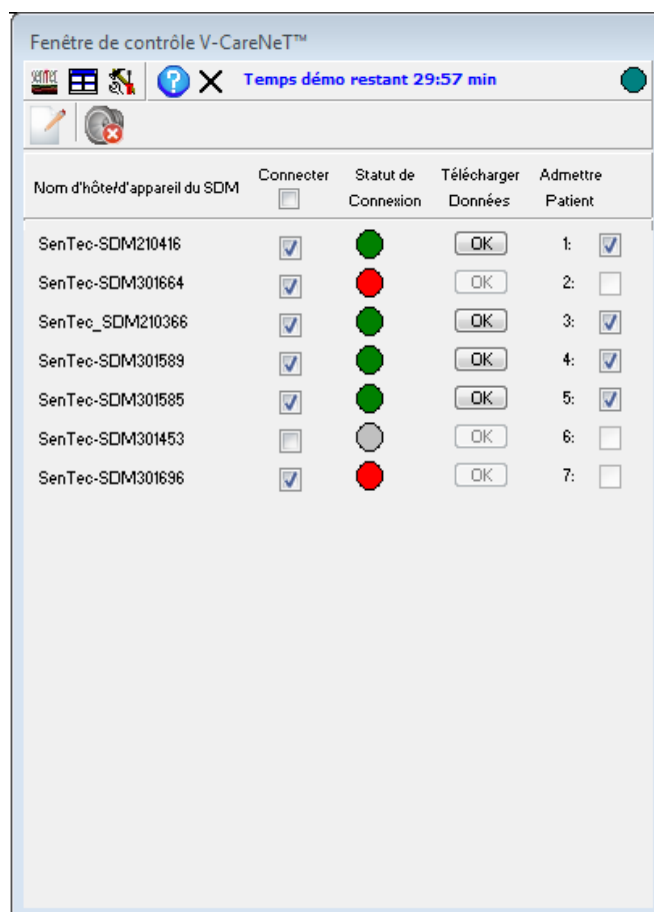 Fenêtre de contrôle V-CareNeT™
Temps démo restant 29:57 min
Nom d'hôte/d'appareil du SDM Connecter Statut de Connexion Télécharger Données Admettre Patient
SenTec-SDM210416 OK 1:
SenTec-SDM301664 OK 2:
SenTec_SDM210366 OK 3:
SenTec-SDM301589 OK 4:
SenTec-SDM301585 OK 5:
SenTec-SDM301453 OK 6:
SenTec-SDM301696 OK 7: